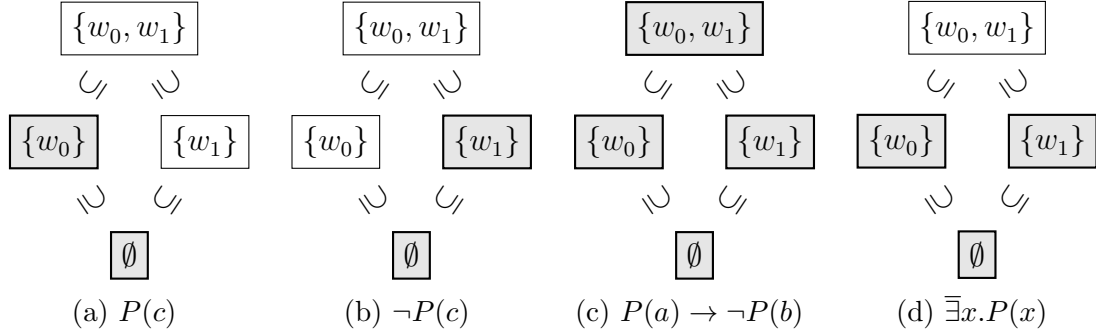 {w₀, w₁} {w₀, w₁} {w₀, w₁} {w₀, w₁}
⊆ ⊇ ⊆ ⊇ ⊆ ⊇ ⊆ ⊇
{w₀} {w₁} {w₀} {w₁} {w₀} {w₁} {w₀} {w₁}
⊇ ⊆ ⊇ ⊆ ⊇ ⊆ ⊇ ⊆
∅ ∅ ∅ ∅
(a) P(c) (b) ¬P(c) (c) P(a) → ¬P(b) (d) ∃̅x.P(x)